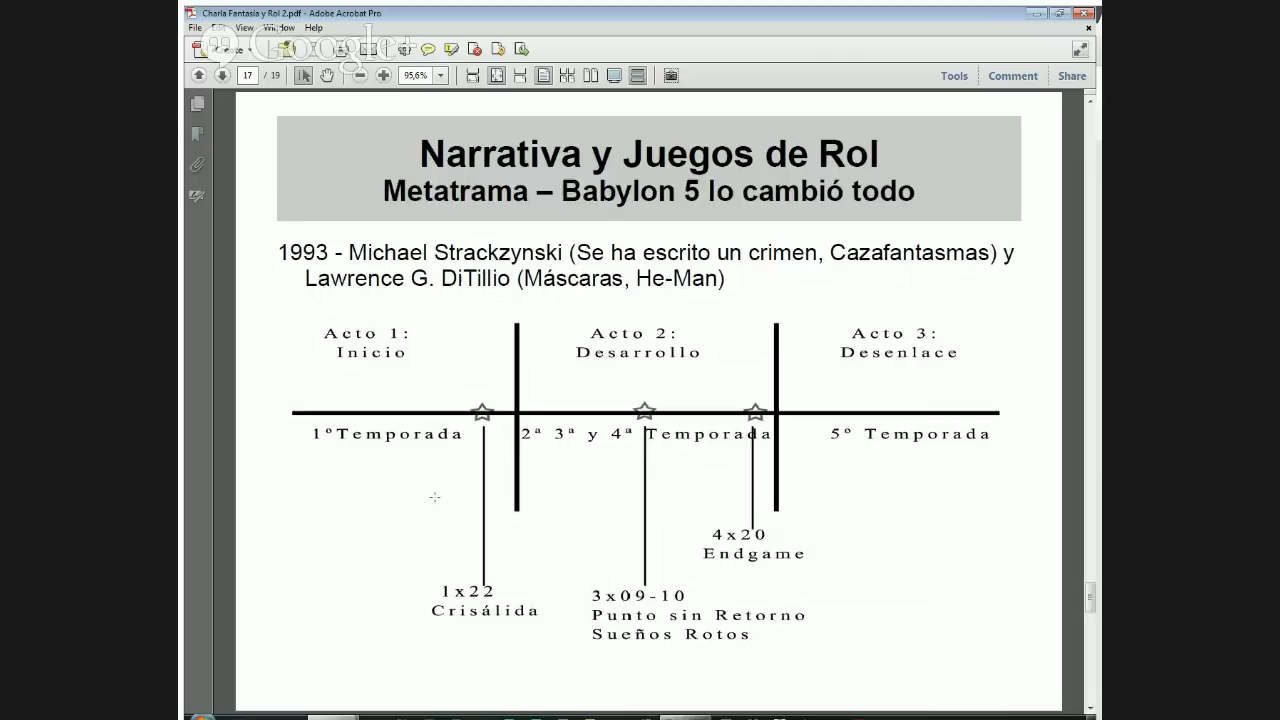 Charla Fantasía y Rol 2.pdf - Adobe Acrobat Pro
File Edit View Window Help
Google+
17 / 19 95,6% Tools Comment Share
Narrativa y Juegos de Rol
Metatrama – Babylon 5 lo cambió todo
1993 - Michael Strackzynski (Se ha escrito un crimen, Cazafantasmas) y
Lawrence G. DiTillio (Máscaras, He-Man)
Acto 1:
Inicio
Acto 2:
Desarrollo
Acto 3:
Desenlace
1º Temporada
2ª 3ª y 4ª Temporada
5º Temporada
4x20
Endgame
1x22
Crisálida
3x09-10
Punto sin Retorno
Sueños Rotos